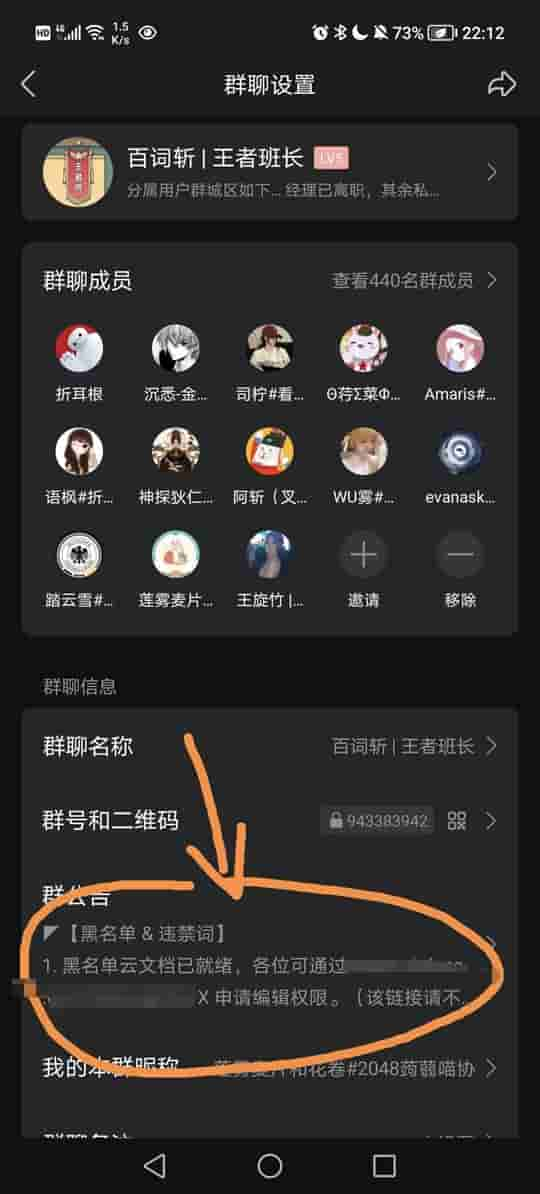 HD 4G 1.5 K/s 73% 22:12
群聊设置
百词斩 | 王者班长 LV5
分属用户群城区如下... 经理已离职，其余私...
群聊成员 查看440名群成员
折耳根 沉悉-金... 司柠#看... Θ荇Σ菜Φ... Amaris#...
语枫#折... 神探狄仁... 阿斩（叉... WU雾#... evanask...
踏云雪#... 莲雾麦片... 王旋竹 |... 邀请 移除
群聊信息
群聊名称 百词斩 | 王者班长
群号和二维码 943383942
群公告
◤【黑名单 & 违禁词】
1. 黑名单云文档已就绪，各位可通过
X 申请编辑权限。（该链接请不...
我的本群昵称 莲雾麦片和花卷#2048蒟蒻喵协